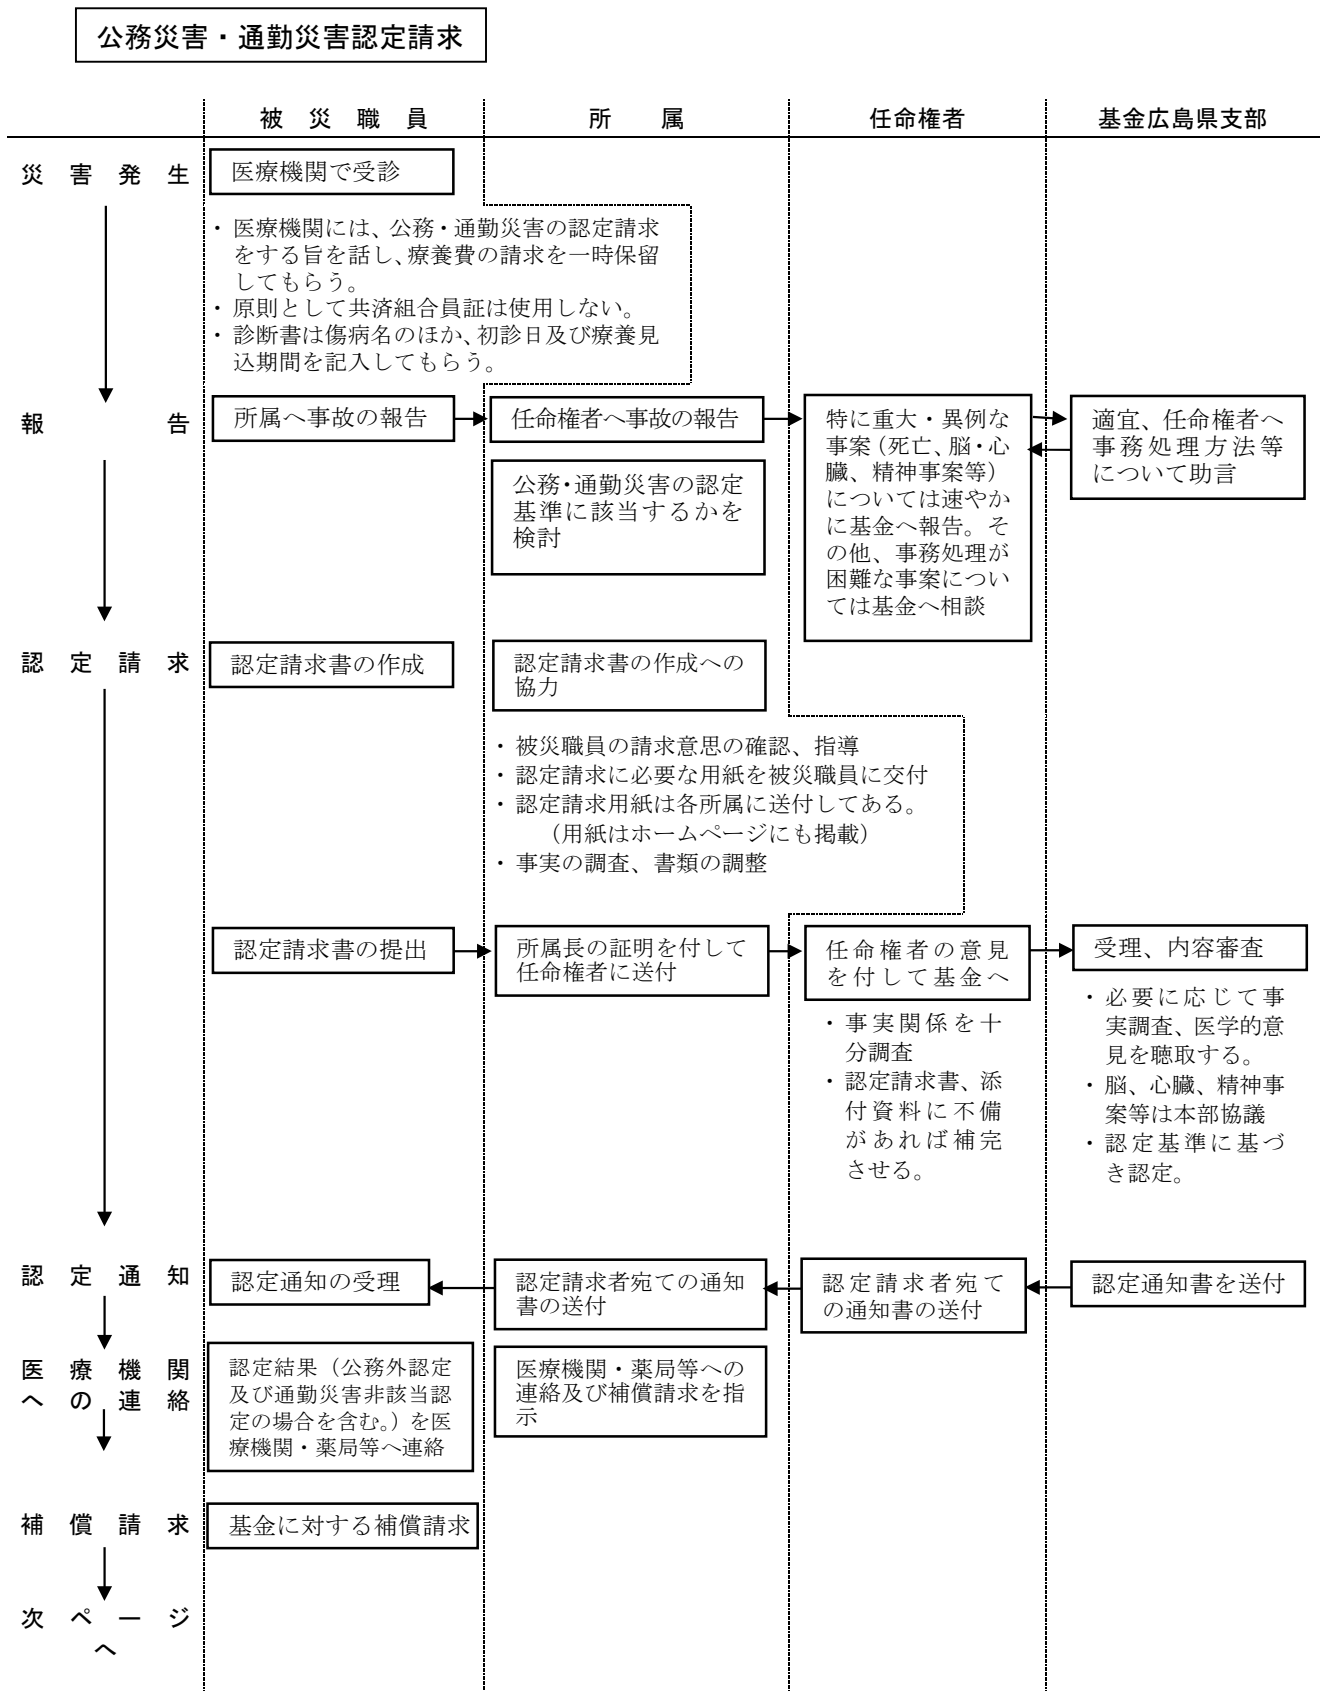 公務災害・通勤災害認定請求
被災職員
所属
任命権者
基金広島県支部
災害発生
医療機関で受診
・医療機関には、公務・通勤災害の認定請求
をする旨を話し、療養費の請求を一時保留
してもらう。
・原則として共済組合員証は使用しない。
・診断書は傷病名のほか、初診日及び療養見
込期間を記入してもらう。
報告
所属へ事故の報告
任命権者へ事故の報告
特に重大・異例な
事案（死亡、脳・心
臓、精神事案等）
については速やか
に基金へ報告。そ
の他、事務処理が
困難な事案につい
ては基金へ相談
適宜、任命権者へ
事務処理方法等
について助言
公務・通勤災害の認定
基準に該当するかを
検討
認定請求
認定請求書の作成
認定請求書の作成への
協力
・被災職員の請求意思の確認、指導
・認定請求に必要な用紙を被災職員に交付
・認定請求用紙は各所属に送付してある。
（用紙はホームページにも掲載）
・事実の調査、書類の調整
認定請求書の提出
所属長の証明を付して
任命権者に送付
任命権者の意見
を付して基金へ
受理、内容審査
・事実関係を十
分調査
・認定請求書、添
付資料に不備
があれば補完
させる。
・必要に応じて事
実調査、医学的意
見を聴取する。
・脳、心臓、精神事
案等は本部協議
・認定基準に基づ
き認定。
認定通知
認定通知の受理
認定請求者宛ての通知
書の送付
認定請求者宛て
の通知書の送付
認定通知書を送付
医療機関
への連絡
認定結果（公務外認定
及び通勤災害非該当認
定の場合を含む。）を医
療機関・薬局等へ連絡
医療機関・薬局等への
連絡及び補償請求を指
示
補償請求
基金に対する補償請求
次ページ
へ